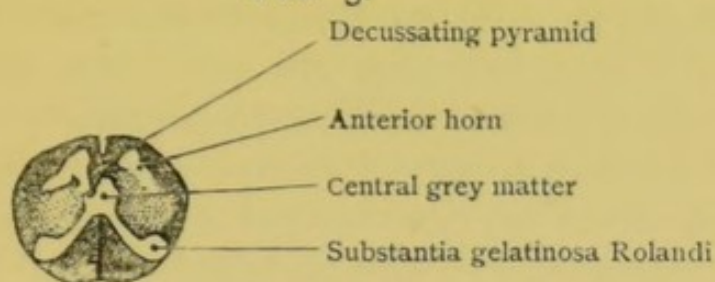 Decussating pyramid
Anterior horn
Central grey matter
Substantia gelatinosa Rolandi